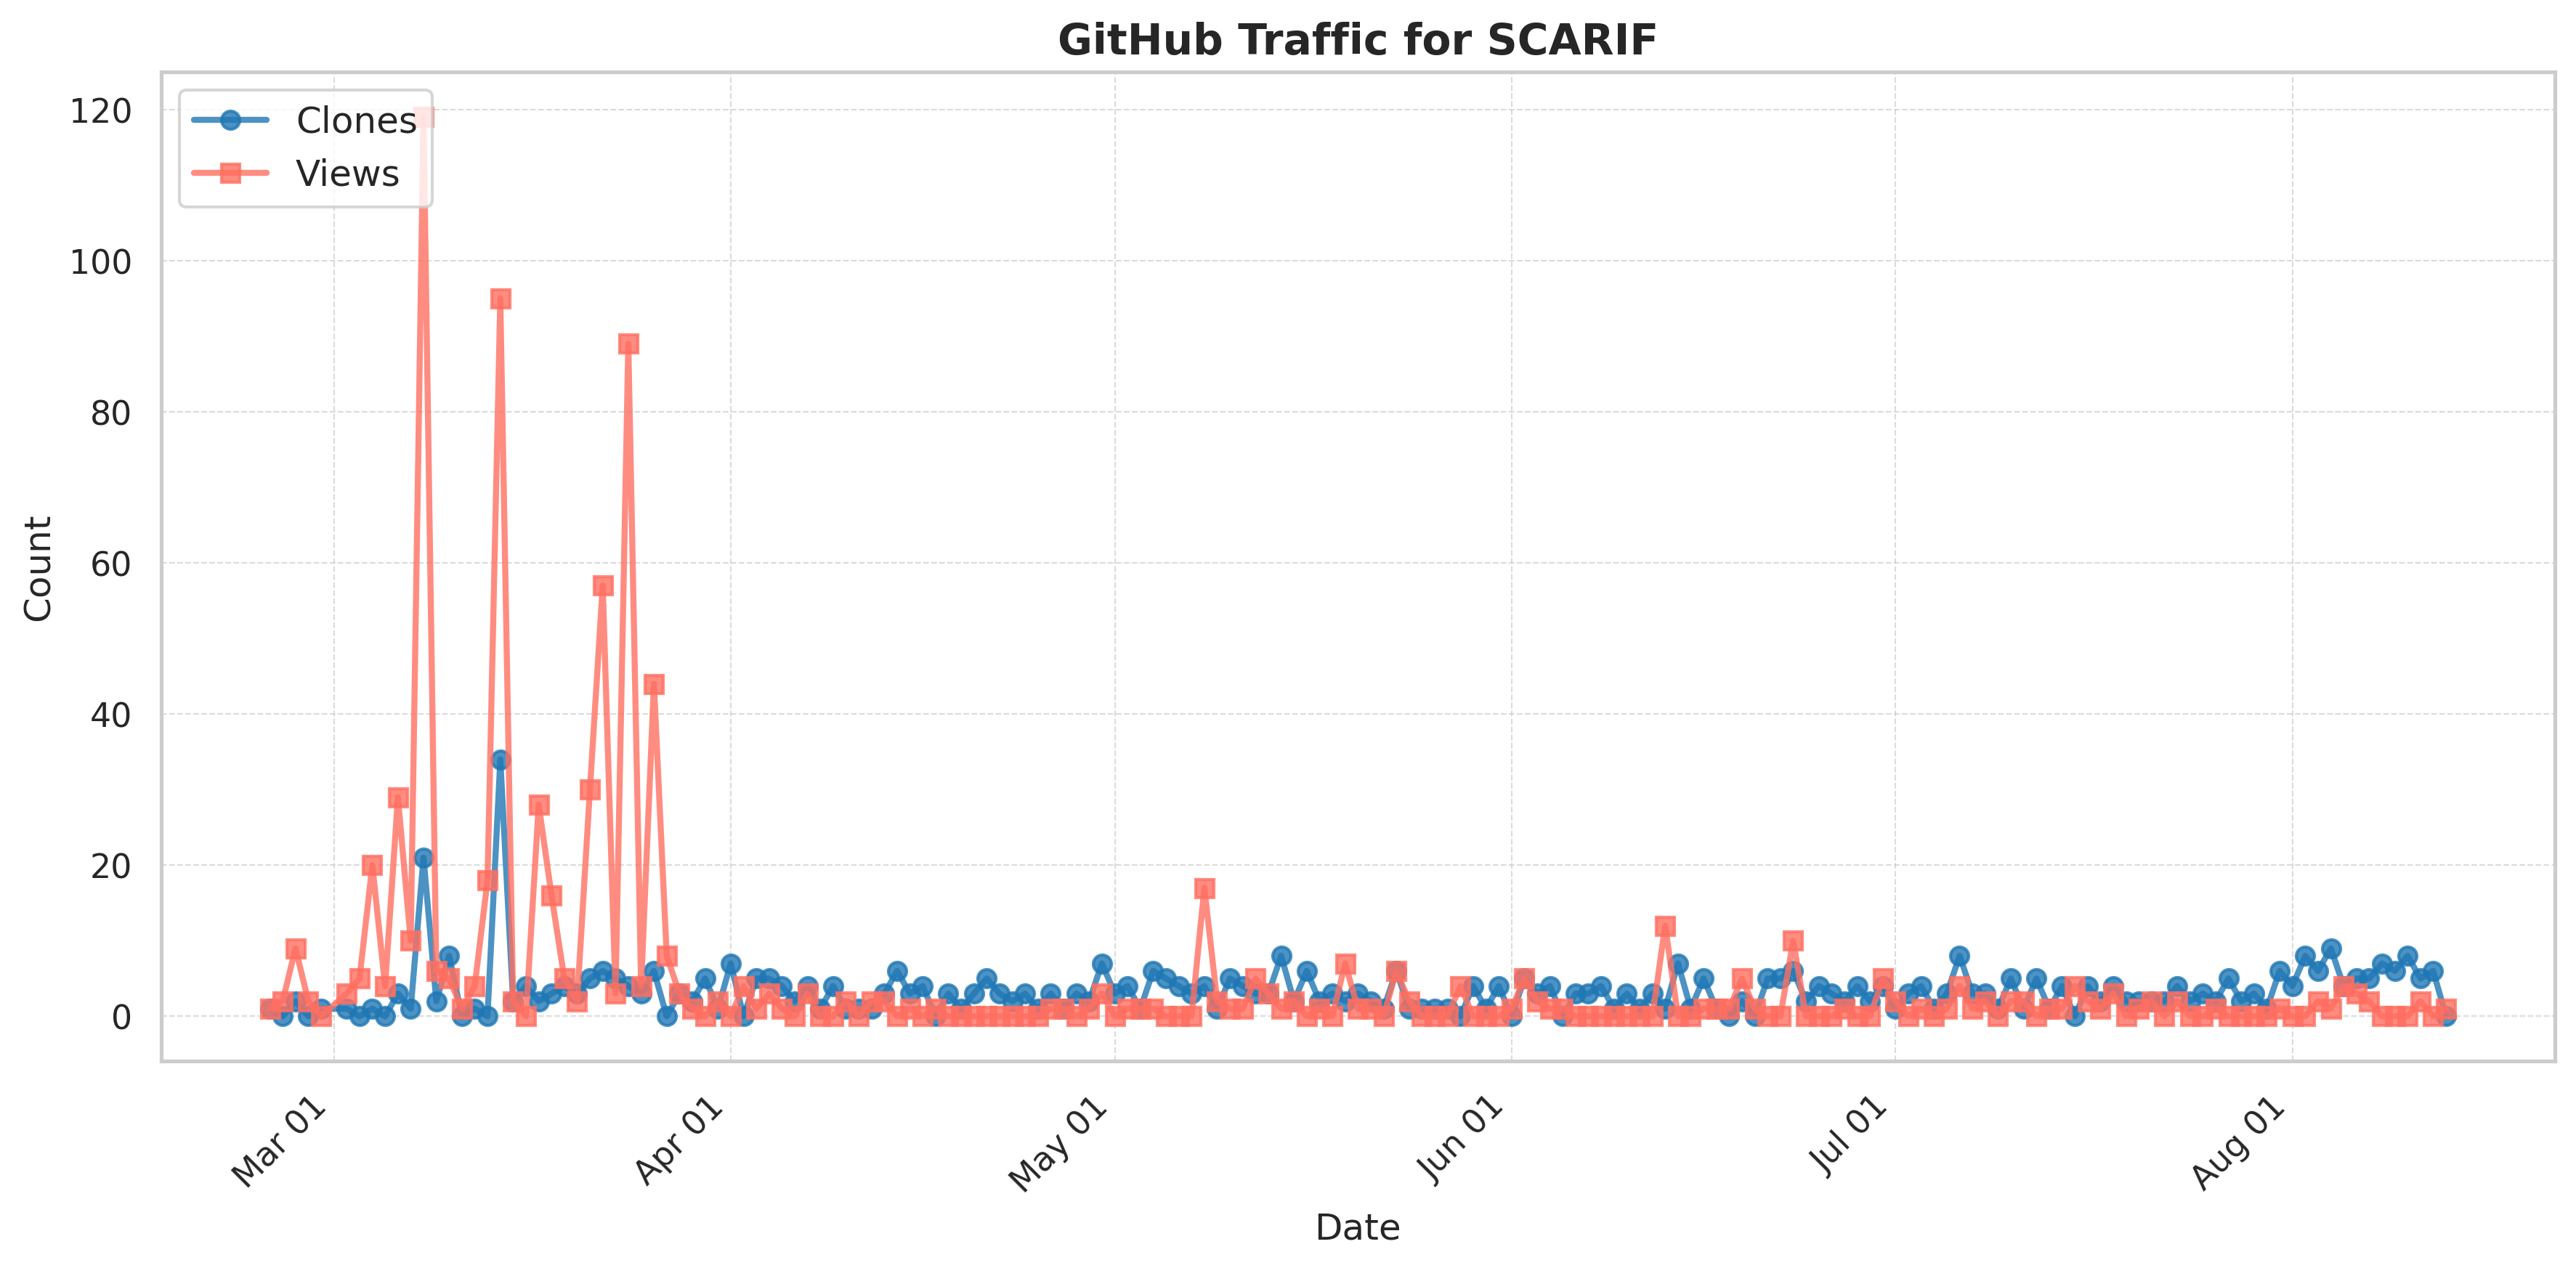 GitHub Traffic for SCARIF
Clones
Views
120
100
80
60
40
20
0
Count
Mar 01
Apr 01
May 01
Jun 01
Jul 01
Aug 01
Date